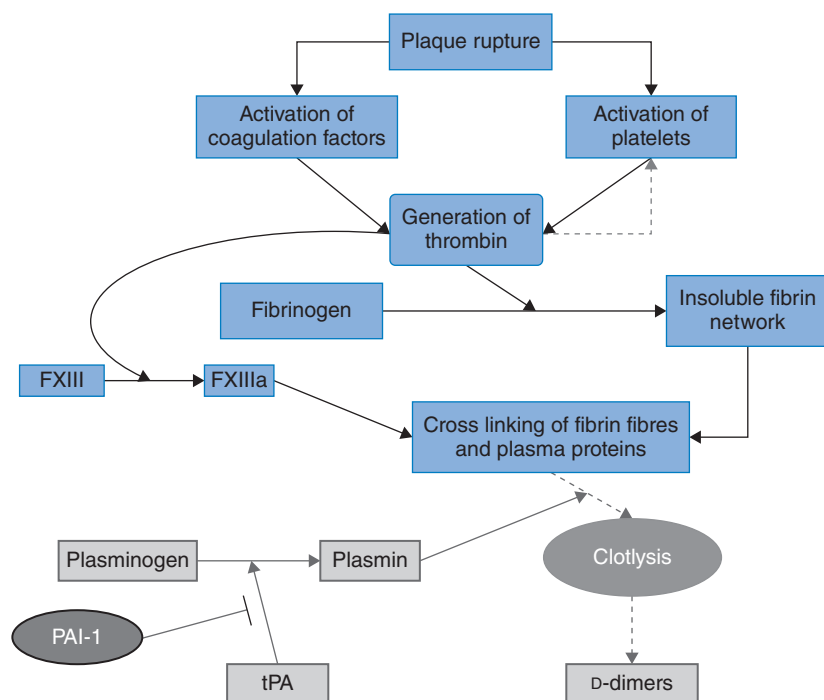 Plaque rupture
Activation of
coagulation factors
Activation of
platelets
Generation of
thrombin
Fibrinogen
Insoluble fibrin
network
FXIII
FXIIIa
Cross linking of fibrin fibres
and plasma proteins
Plasminogen
Plasmin
Clotlysis
PAI-1
tPA
D-dimers